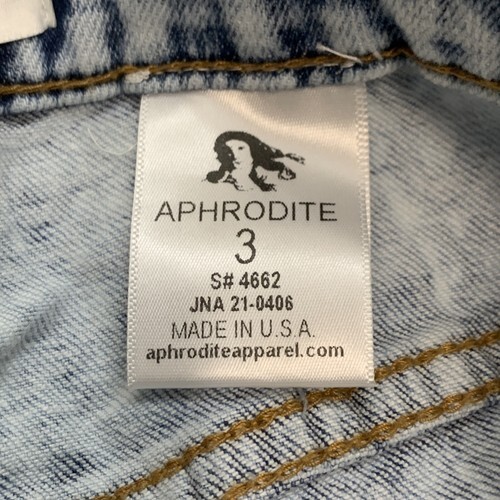 APHRODITE
3
S# 4662
JNA 21-0406
MADE IN U.S.A.
aphroditeapparel.com